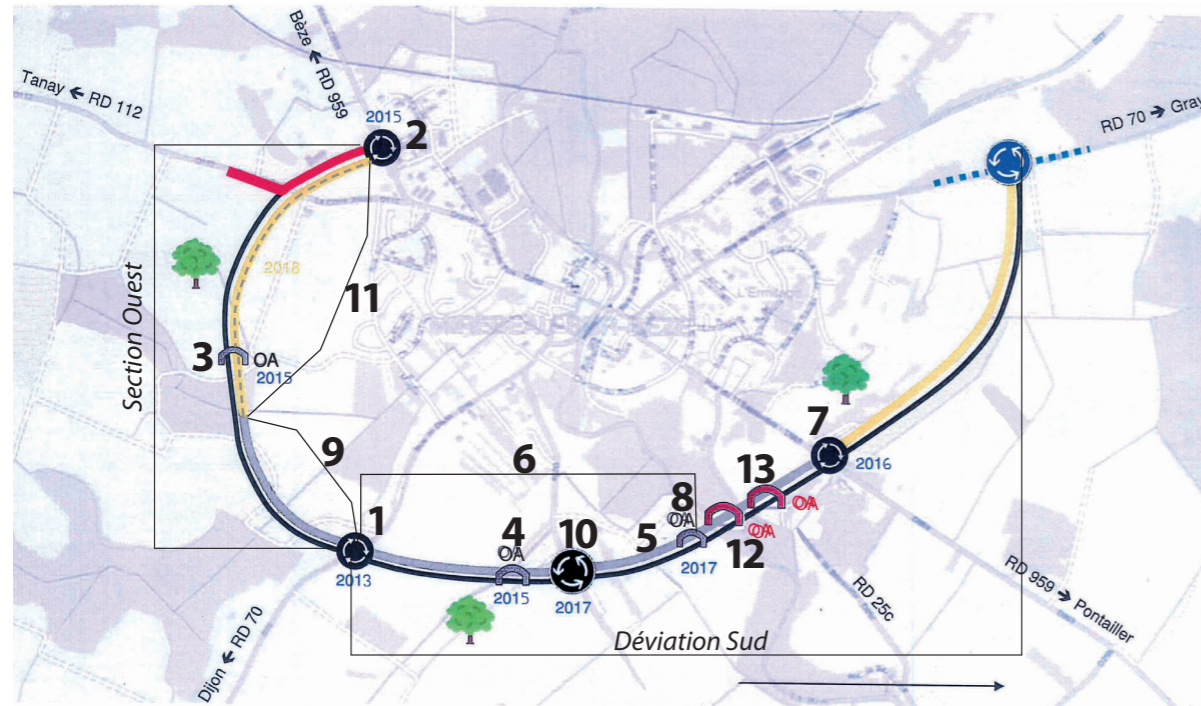 Bèze ← RD 959
Tanay ← RD 112
2015
2
RD 70 → Gray
Section Ouest
2018
11
3
OA
2015
9
6
7
2016
13
OA
8
OA
OA
12
5
2017
4
OA
2015
10
2017
1
2013
Dijon ← RD 70
Déviation Sud
RD 25c
RD 959 → Pontailler